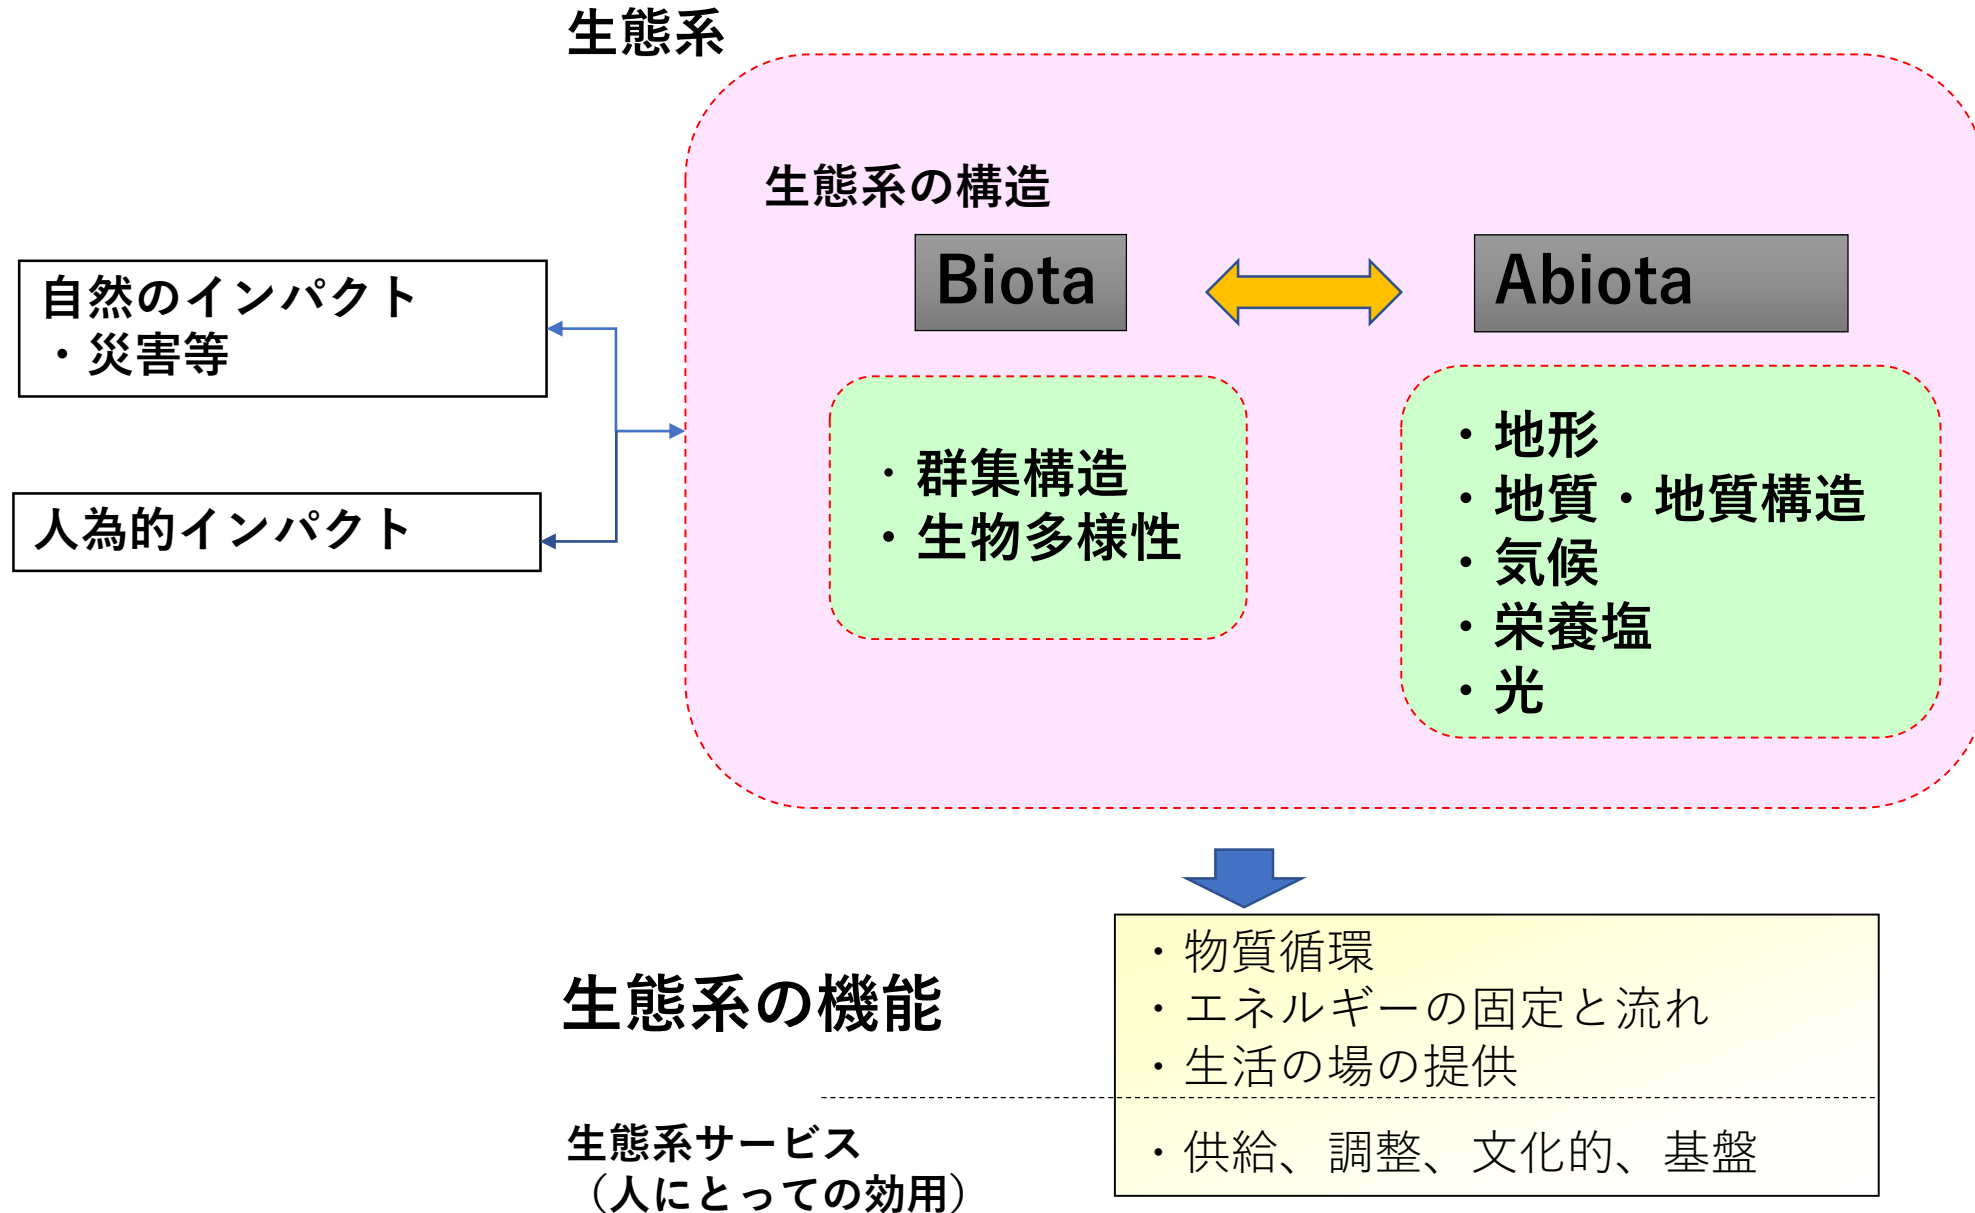 生態系
生態系の構造
Biota
Abiota
自然のインパクト
・災害等
人為的インパクト
・群集構造
・生物多様性
・地形
・地質・地質構造
・気候
・栄養塩
・光
生態系の機能
・物質循環
・エネルギーの固定と流れ
・生活の場の提供
生態系サービス
（人にとっての効用）
・供給、調整、文化的、基盤